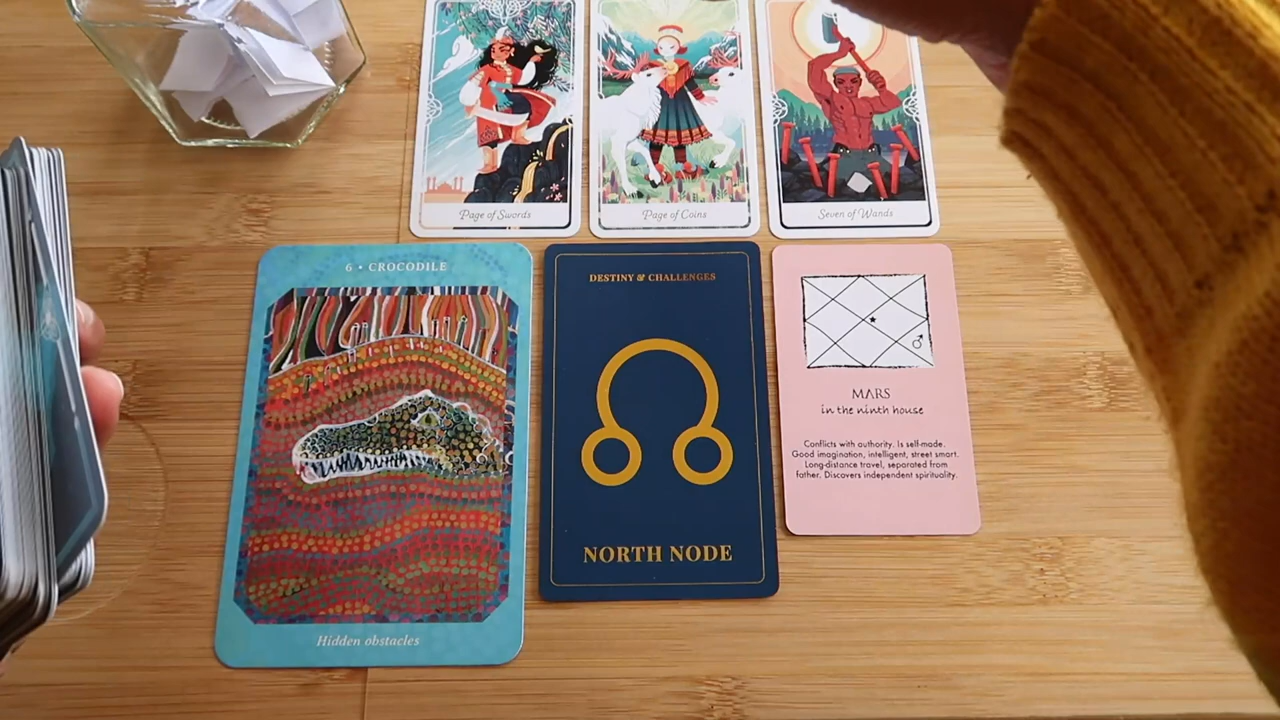 Page of Swords
Page of Coins
Seven of Wands
6 • CROCODILE
Hidden obstacles
DESTINY & CHALLENGES
NORTH NODE
MARS
in the ninth house
Conflicts with authority. Is self-made.
Good imagination, intelligent, street smart.
Long-distance travel, separated from
father. Discovers independent spirituality.